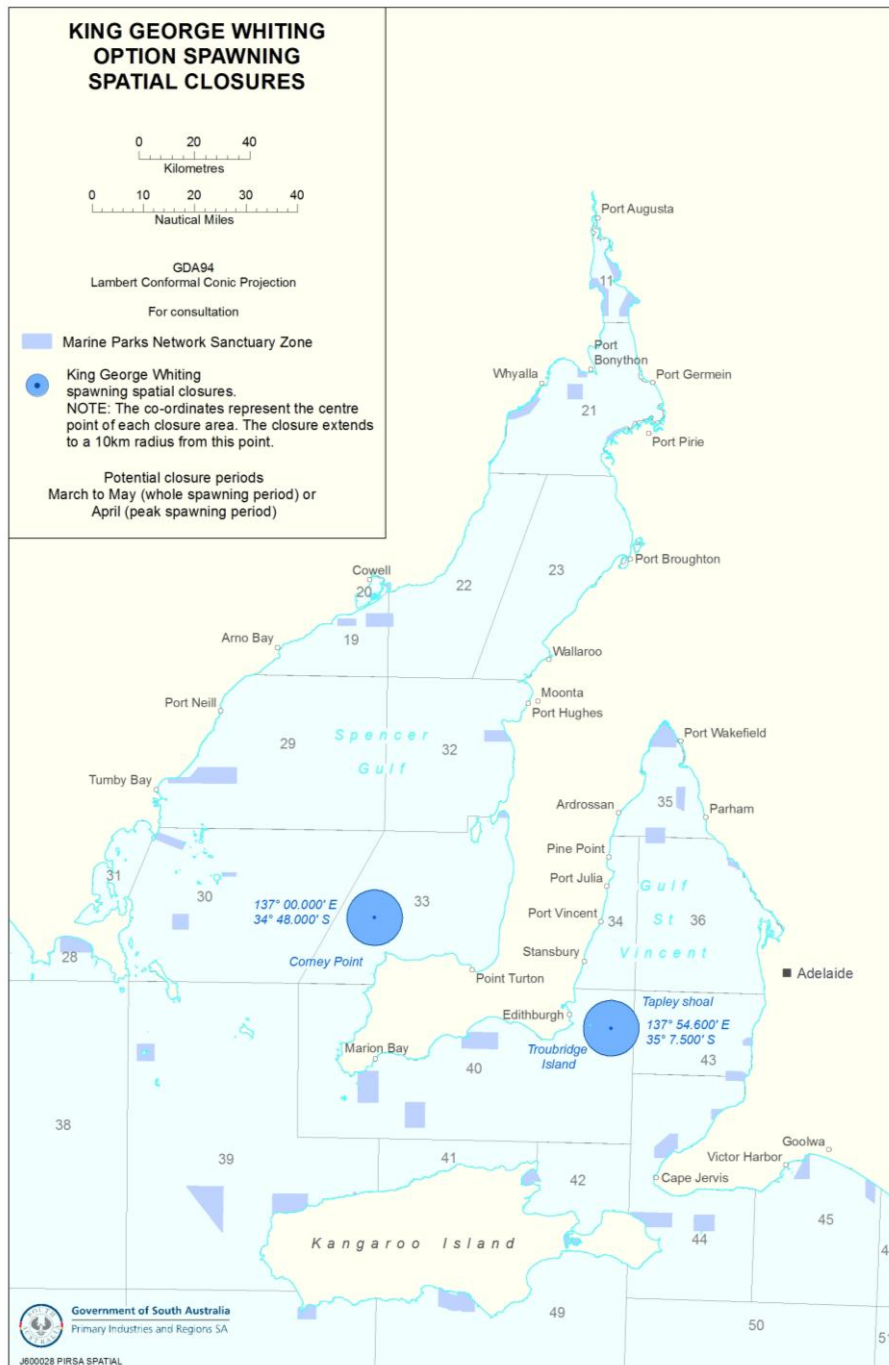 KING GEORGE WHITING
OPTION SPAWNING
SPATIAL CLOSURES
0 20 40
Kilometres
0 10 20 30 40
Nautical Miles
GDA94
Lambert Conformal Conic Projection
For consultation
Marine Parks Network Sanctuary Zone
King George Whiting
spawning spatial closures.
NOTE: The co-ordinates represent the centre
point of each closure area. The closure extends
to a 10km radius from this point.
Potential closure periods
March to May (whole spawning period) or
April (peak spawning period)
Port Augusta
11
Port
Bonython
Whyalla
Port Germein
21
Port Pirie
Port Broughton
23
22
Cowell
20
19
Arno Bay
Wallaroo
Moonta
Port Hughes
Port Neill
Spencer
Gulf
29
32
Port Wakefield
Tumby Bay
35
Ardrossan
Parham
Pine Point
31
30
Port Julia
Gulf
St
Vincent
137° 00.000' E
34° 48.000' S
33
Port Vincent
34
36
28
Corney Point
Stansbury
Point Turton
Adelaide
Tapley shoal
Edithburgh
137° 54.600' E
35° 7.500' S
Troubridge
Island
Marion Bay
40
43
38
39
41
42
Goolwa
Victor Harbor
Cape Jervis
45
44
4
Kangaroo Island
49
50
51
SOUTH
AUSTRALIA
Government of South Australia
Primary Industries and Regions SA
J600028 PIRSA SPATIAL